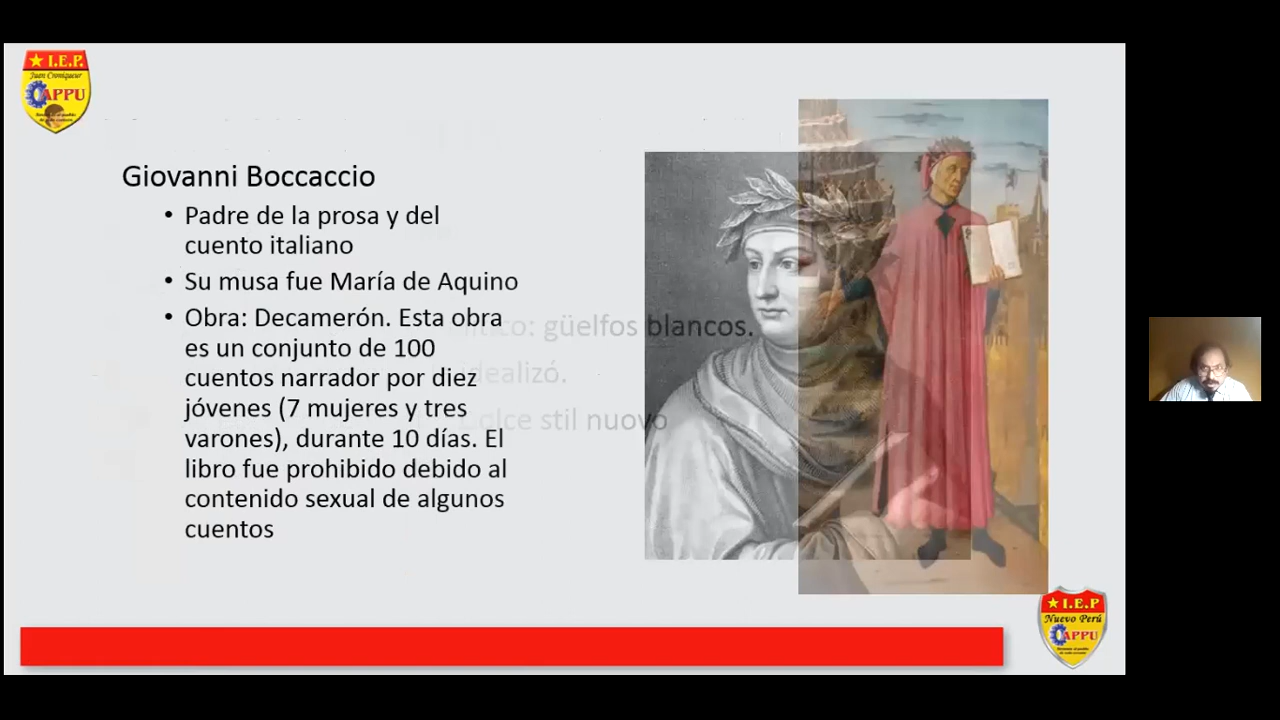 ★ I.E.P.
Juan Croniqueur
CAPPU
Giovanni Boccaccio
• Padre de la prosa y del
cuento italiano
• Su musa fue María de Aquino
• Obra: Decamerón. Esta obra
es un conjunto de 100
cuentos narrador por diez
jóvenes (7 mujeres y tres
varones), durante 10 días. El
libro fue prohibido debido al
contenido sexual de algunos
cuentos
güelfos blancos.
idealizó.
Dolce stil nuovo
★ I.E.P
Nuevo Perú
CAPPU